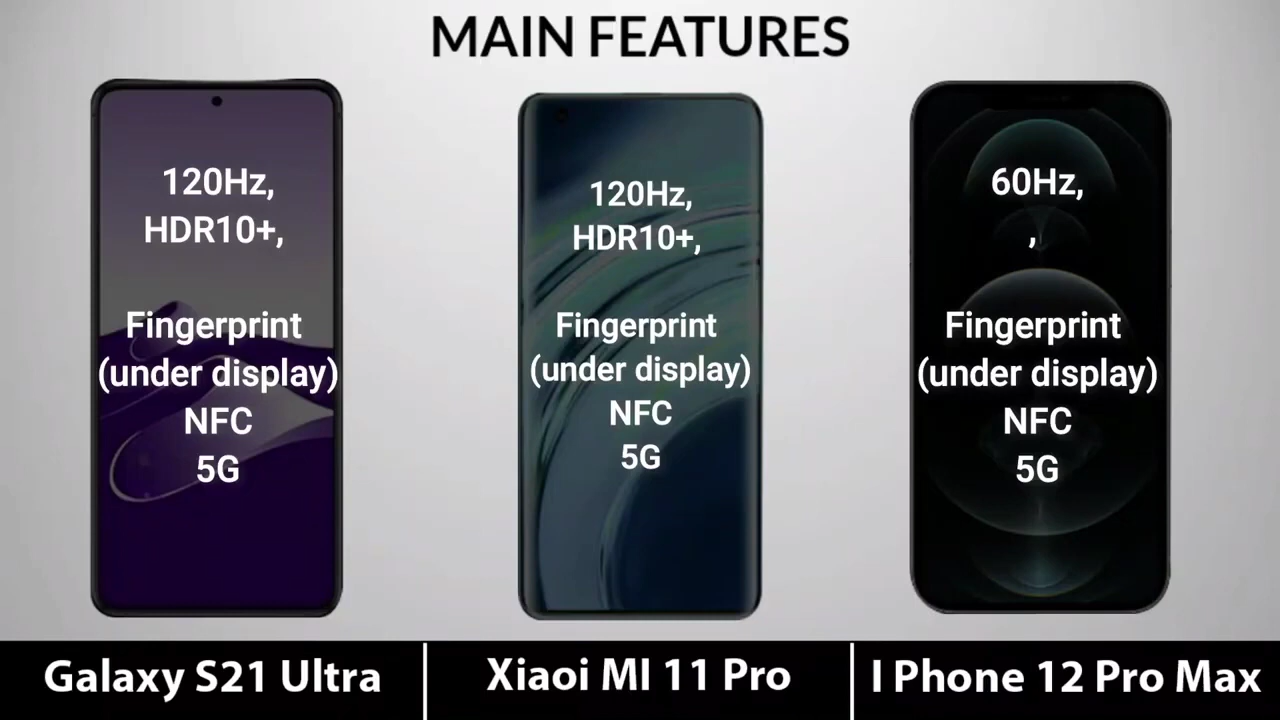 MAIN FEATURES
120Hz,
HDR10+,
Fingerprint
(under display)
NFC
5G
120Hz,
HDR10+,
Fingerprint
(under display)
NFC
5G
60Hz,
,
Fingerprint
(under display)
NFC
5G
Galaxy S21 Ultra
Xiaoi MI 11 Pro
I Phone 12 Pro Max